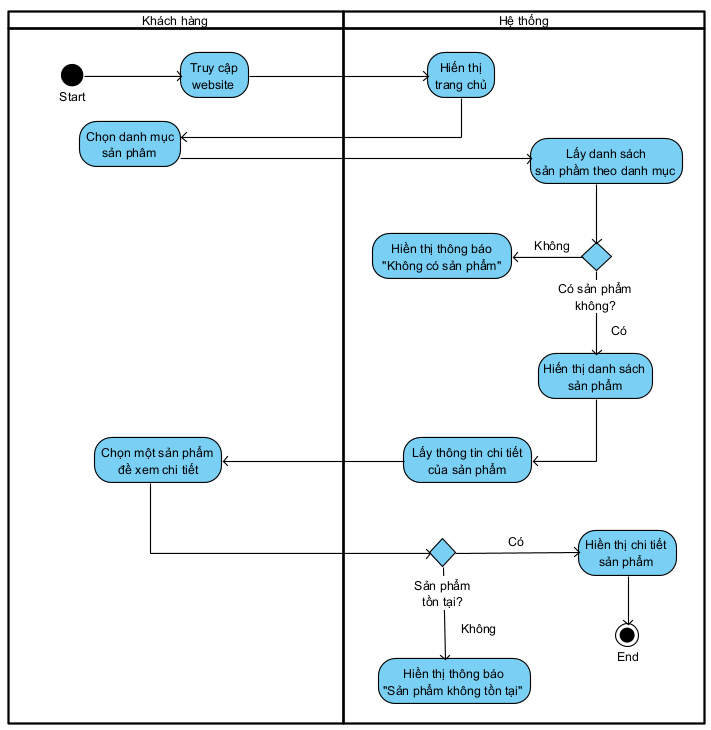 Khách hàng
Hệ thống
Start
Truy cập
website
Hiển thị
trang chủ
Chọn danh mục
sản phâm
Lấy danh sách
sản phẩm theo danh mục
Hiển thị thông báo
"Không có sản phẩm"
Không
Có sản phẩm
không?
Có
Hiển thị danh sách
sản phẩm
Chọn một sản phẩm
để xem chi tiết
Lấy thông tin chi tiết
của sản phẩm
Có
Hiển thị chi tiết
sản phẩm
Sản phẩm
tồn tại?
Không
End
Hiển thị thông báo
"Sản phẩm không tồn tại"